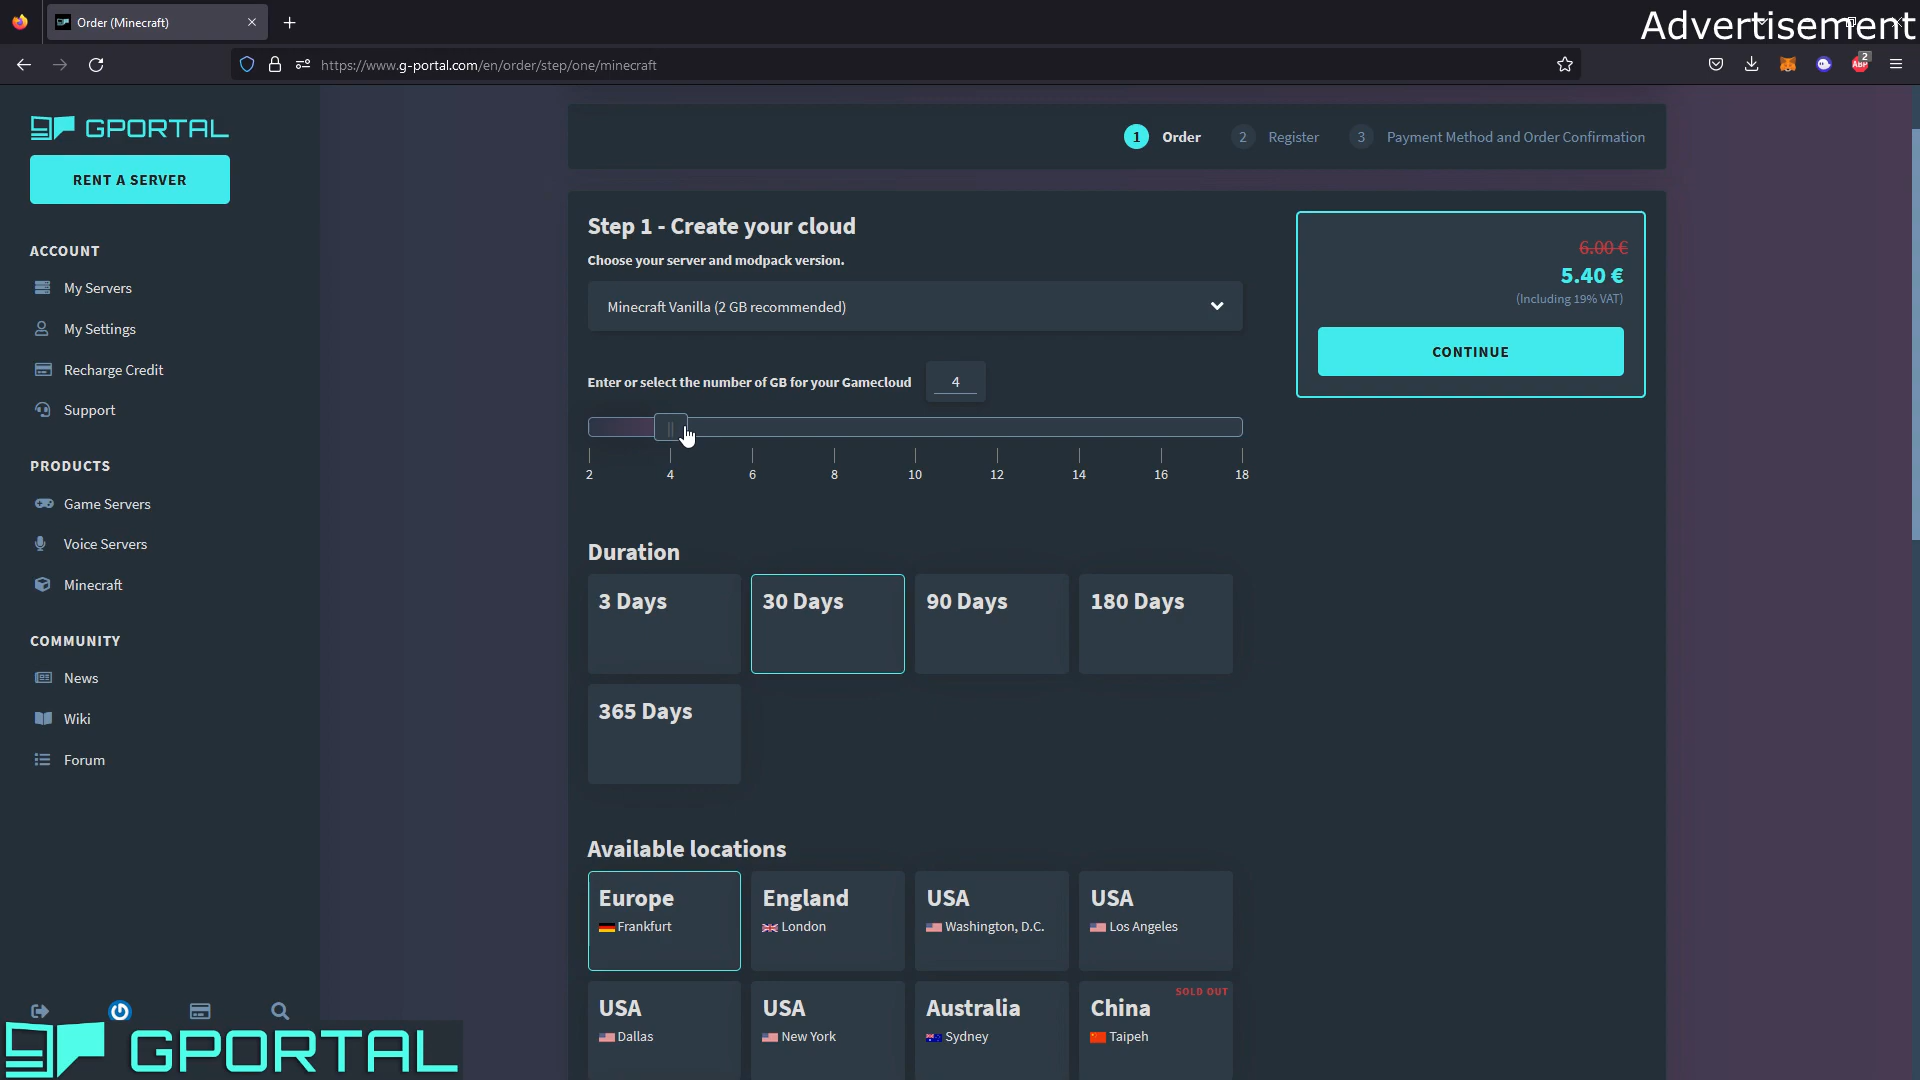 Order (Minecraft)
Advertisement
https://www.g-portal.com/en/order/step/one/minecraft
2
ABP
GPORTAL
RENT A SERVER
ACCOUNT
My Servers
My Settings
Recharge Credit
Support
PRODUCTS
Game Servers
Voice Servers
Minecraft
COMMUNITY
News
Wiki
Forum
GPORTAL
1 Order 2 Register 3 Payment Method and Order Confirmation
Step 1 - Create your cloud
Choose your server and modpack version.
Minecraft Vanilla (2 GB recommended)
Enter or select the number of GB for your Gamecloud 4
2 4 6 8 10 12 14 16 18
6.00 €
5.40 €
(Including 19% VAT)
CONTINUE
Duration
3 Days 30 Days 90 Days 180 Days
365 Days
Available locations
Europe England USA USA
Frankfurt London Washington, D.C. Los Angeles
SOLD OUT
USA USA Australia China
Dallas New York Sydney Taipeh